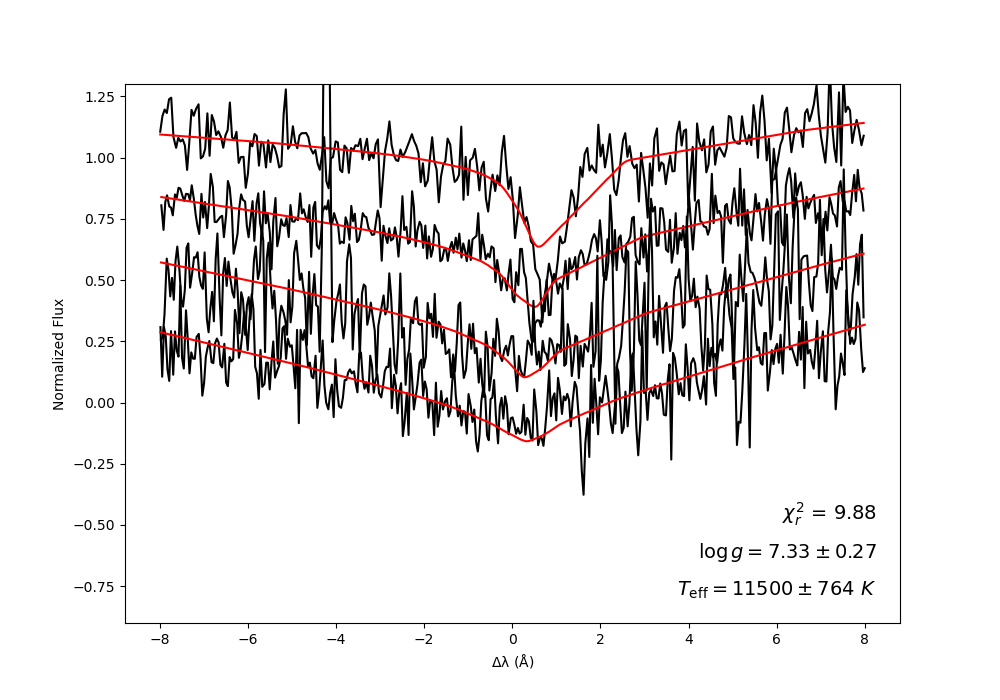 1.25
1.00
0.75
0.50
0.25
0.00
−0.25
−0.50
−0.75
Normalized Flux
χ²ᵣ = 9.88
log g = 7.33 ± 0.27
T_eff = 11500 ± 764 K
−8 −6 −4 −2 0 2 4 6 8
Δλ (Å)